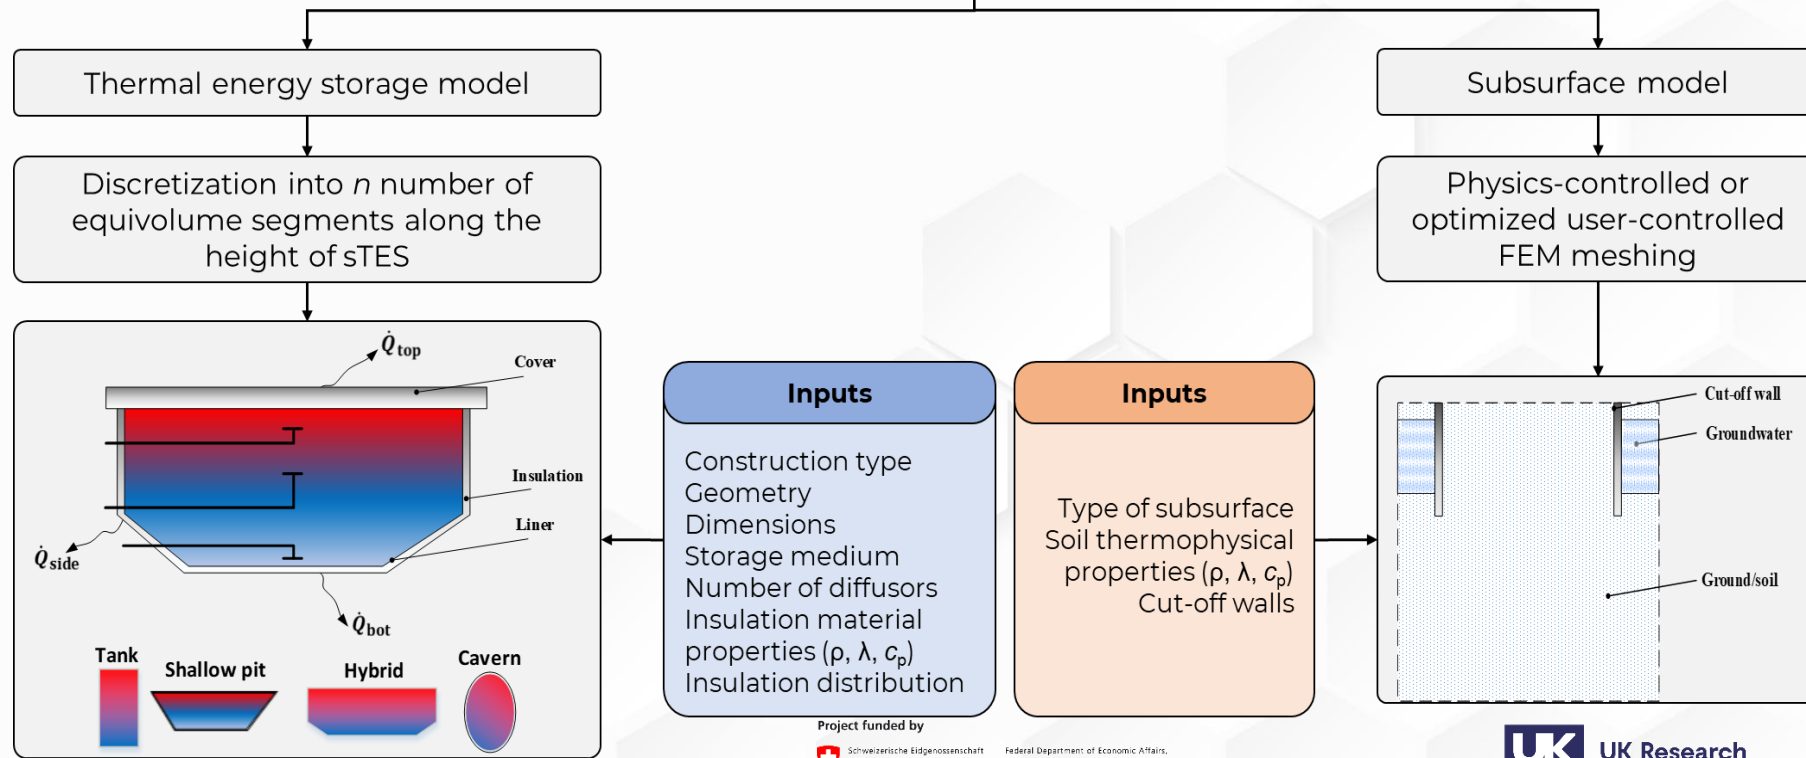 Thermal energy storage model
Discretization into n number of
equivolume segments along the
height of sTES
Q̇top
Cover
Insulation
Liner
Q̇side
Q̇bot
Tank
Shallow pit
Hybrid
Cavern
Inputs
Construction type
Geometry
Dimensions
Storage medium
Number of diffusors
Insulation material
properties (ρ, λ, cp)
Insulation distribution
Inputs
Type of subsurface
Soil thermophysical
properties (ρ, λ, cp)
Cut-off walls
Subsurface model
Physics-controlled or
optimized user-controlled
FEM meshing
Cut-off wall
Groundwater
Ground/soil
Project funded by
Schweizerische Eidgenossenschaft
Federal Department of Economic Affairs,
UK
UK Research